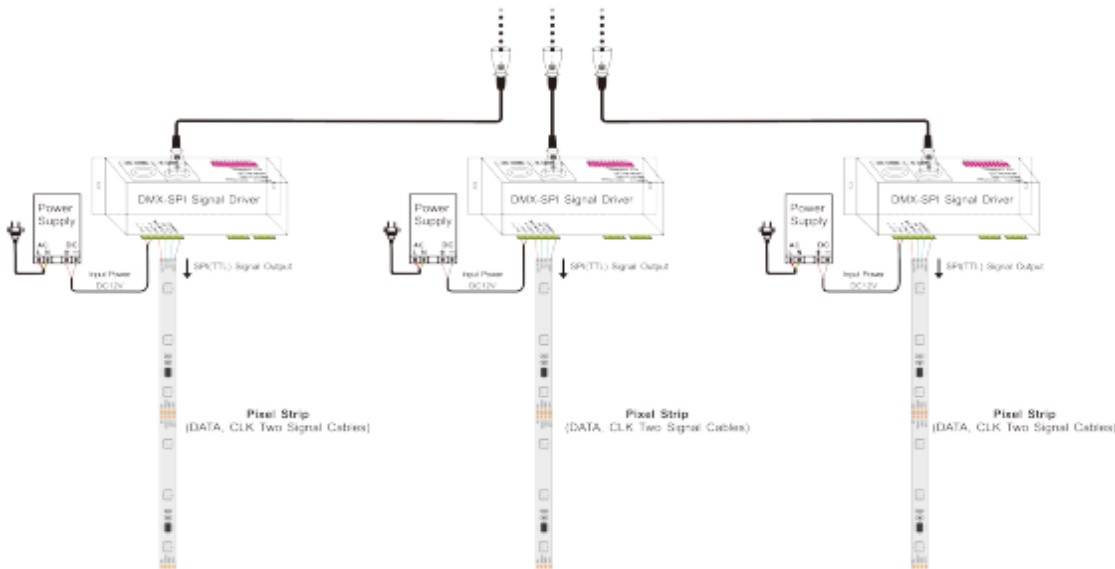 DMX-SPI Signal Driver
Power
Supply
AC
DC
Input Power
DC12V
SPI(TTL) Signal Output
Pixel Strip
(DATA, CLK Two Signal Cables)
DMX-SPI Signal Driver
Power
Supply
AC
DC
Input Power
DC12V
SPI(TTL) Signal Output
Pixel Strip
(DATA, CLK Two Signal Cables)
DMX-SPI Signal Driver
Power
Supply
AC
DC
Input Power
DC12V
SPI(TTL) Signal Output
Pixel Strip
(DATA, CLK Two Signal Cables)